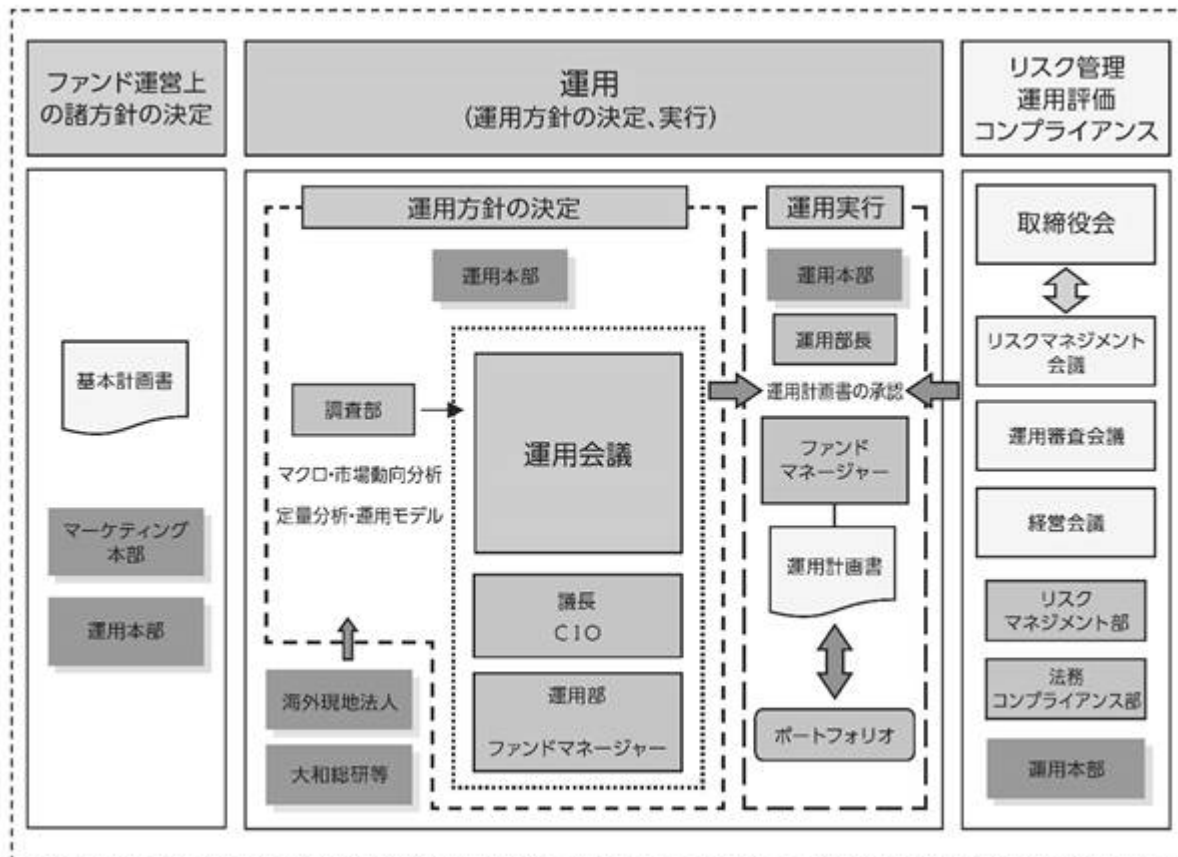 ファンド運営上
の諸方針の決定
運用
(運用方針の決定、実行)
リスク管理
運用評価
コンプライアンス
基本計画書
マーケティング
本部
運用本部
運用方針の決定
運用本部
調査部
マクロ・市場動向分析
定量分析・運用モデル
海外現地法人
大和総研等
運用会議
議長
CIO
運用部
ファンドマネージャー
運用実行
運用本部
運用部長
運用計画書の承認
ファンド
マネージャー
運用計画書
ポートフォリオ
取締役会
リスクマネジメント
会議
運用審査会議
経営会議
リスク
マネジメント部
法務
コンプライアンス部
運用本部